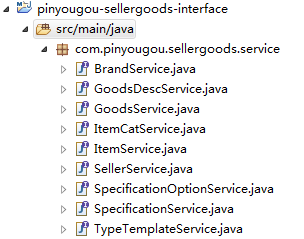 pinyougou-sellergoods-interface
src/main/java
com.pinyougou.sellergoods.service
BrandService.java
GoodsDescService.java
GoodsService.java
ItemCatService.java
ItemService.java
SellerService.java
SpecificationOptionService.java
SpecificationService.java
TypeTemplateService.java